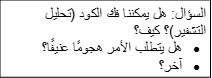 السؤال: هل يمكننا فك الكود (تحليل
التشفير)؟ كيف؟
• هل يتطلب الأمر هجومًا عنيفًا؟
• آخر؟